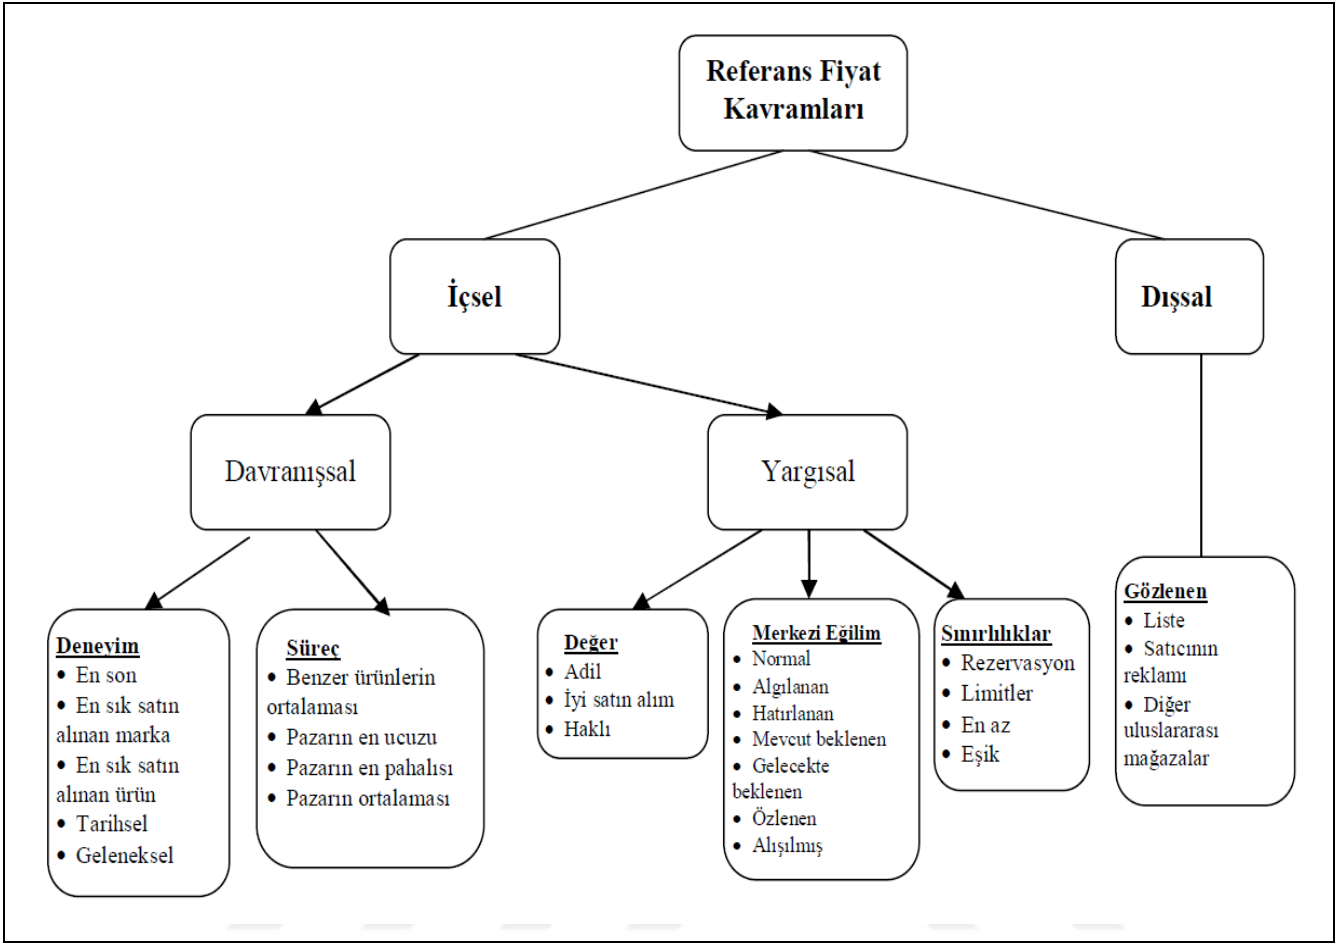 Referans Fiyat
Kavramları
İçsel
Dışsal
Davranışsal
Yargısal
Deneyim
• En son
• En sık satın
alınan marka
• En sık satın
alınan ürün
• Tarihsel
• Geleneksel
Süreç
• Benzer ürünlerin
ortalaması
• Pazarın en ucuzu
• Pazarın en pahalısı
• Pazarın ortalaması
Değer
• Adil
• İyi satın alım
• Haklı
Merkezi Eğilim
• Normal
• Algılanan
• Hatırlanan
• Mevcut beklenen
• Gelecekte
beklenen
• Özlenen
• Alışılmış
Sınırlılıklar
• Rezervasyon
• Limitler
• En az
• Eşik
Gözlenen
• Liste
• Satıcının
reklamı
• Diğer
uluslararası
mağazalar